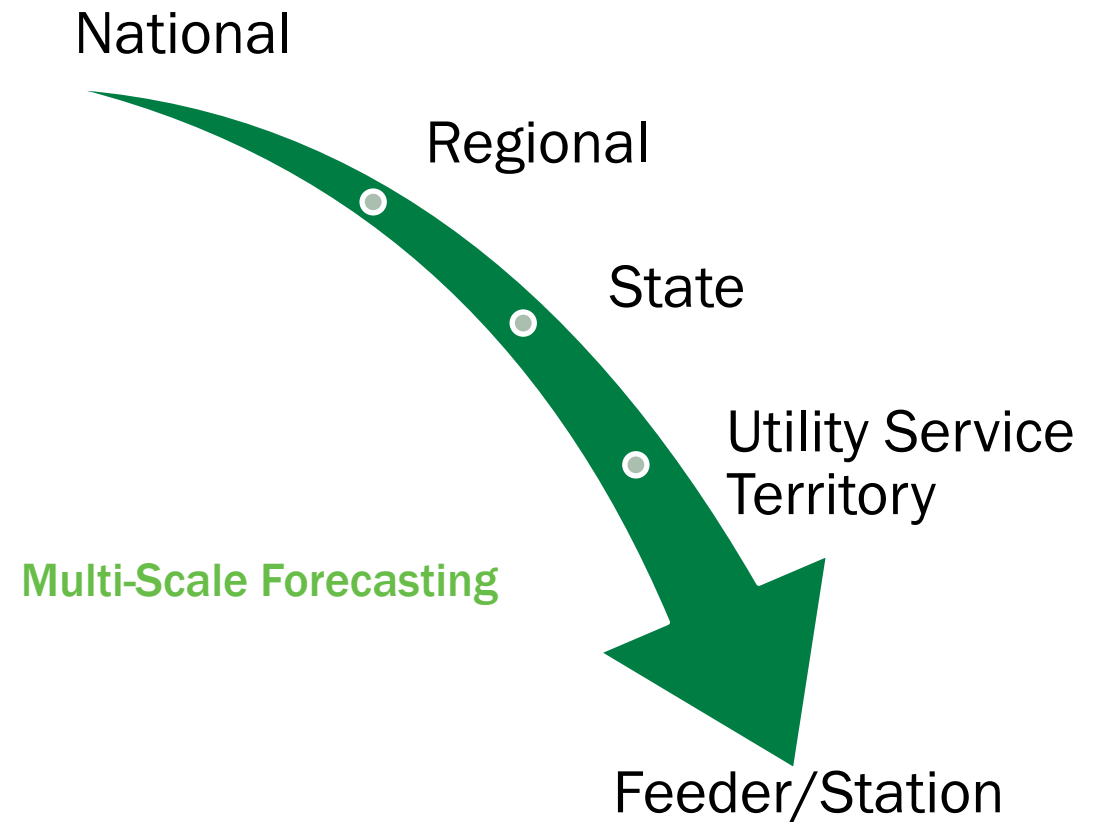 National
Regional
State
Utility Service
Territory
Multi-Scale Forecasting
Feeder/Station